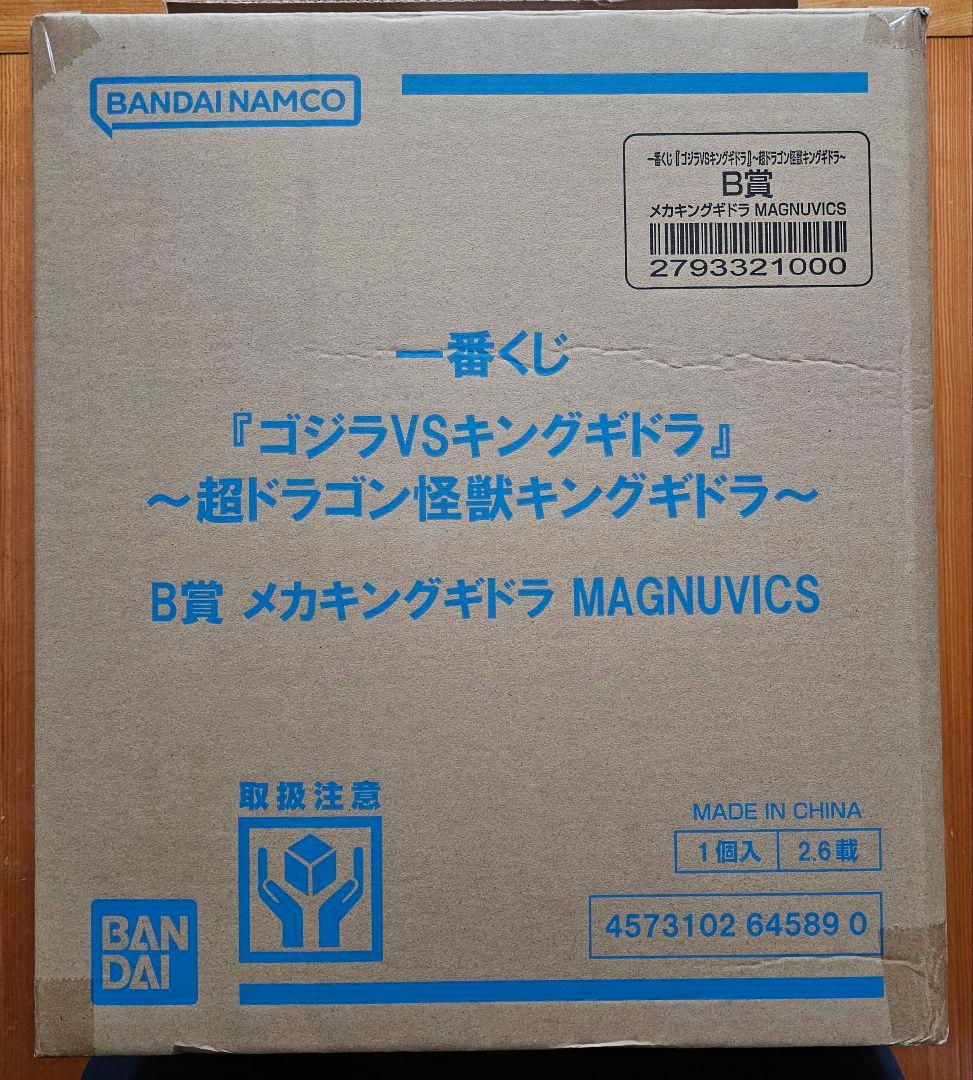 BANDAI NAMCO
一番くじ『ゴジラVSキングギドラ』～超ドラゴン怪獣キングギドラ～
B賞
メカキングギドラ MAGNUVICS
2793321000
一番くじ
『ゴジラVSキングギドラ』
～超ドラゴン怪獣キングギドラ～
B賞 メカキングギドラ MAGNUVICS
取扱注意
MADE IN CHINA
1個入 2.6載
4573102 64589 0
BAN
DAI